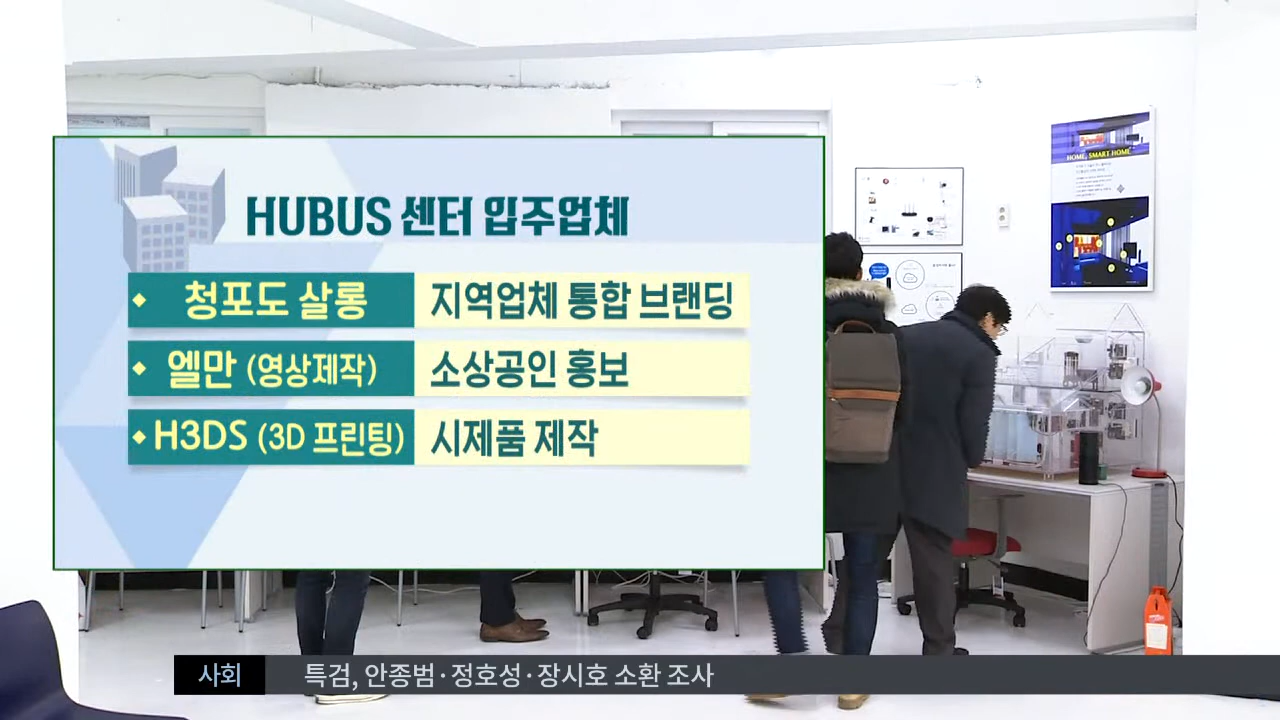 HUBUS 센터 입주업체
청포도 살롱 지역업체 통합 브랜딩
엘만 (영상제작) 소상공인 홍보
H3DS (3D 프린팅) 시제품 제작
HOME, SMART HOME
사회 특검, 안종범·정호성·장시호 소환 조사